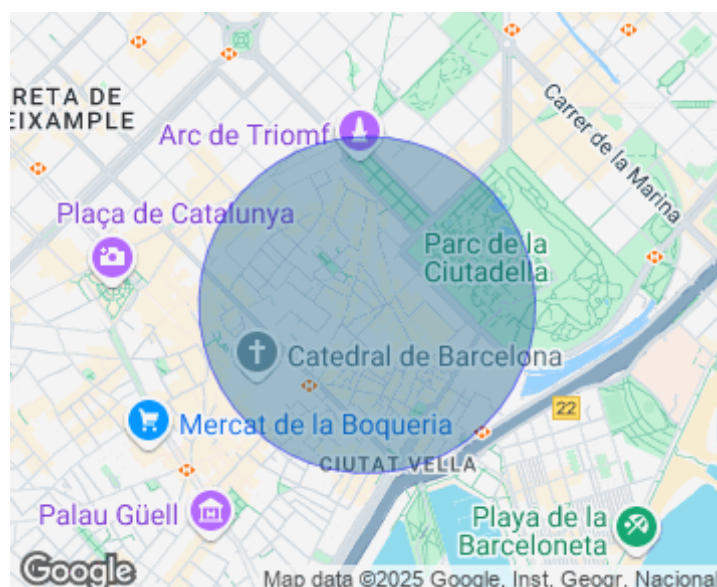 RETA DE
EIXAMPLE
Arc de Triomf
Carrer de la Marina
Plaça de Catalunya
Parc de la
Ciutadella
Catedral de Barcelona
22
Mercat de la Boqueria
CIUTAT VELLA
Palau Güell
Playa de la
Barceloneta
Google
Map data ©2025 Google, Inst. Geogr. Nacional